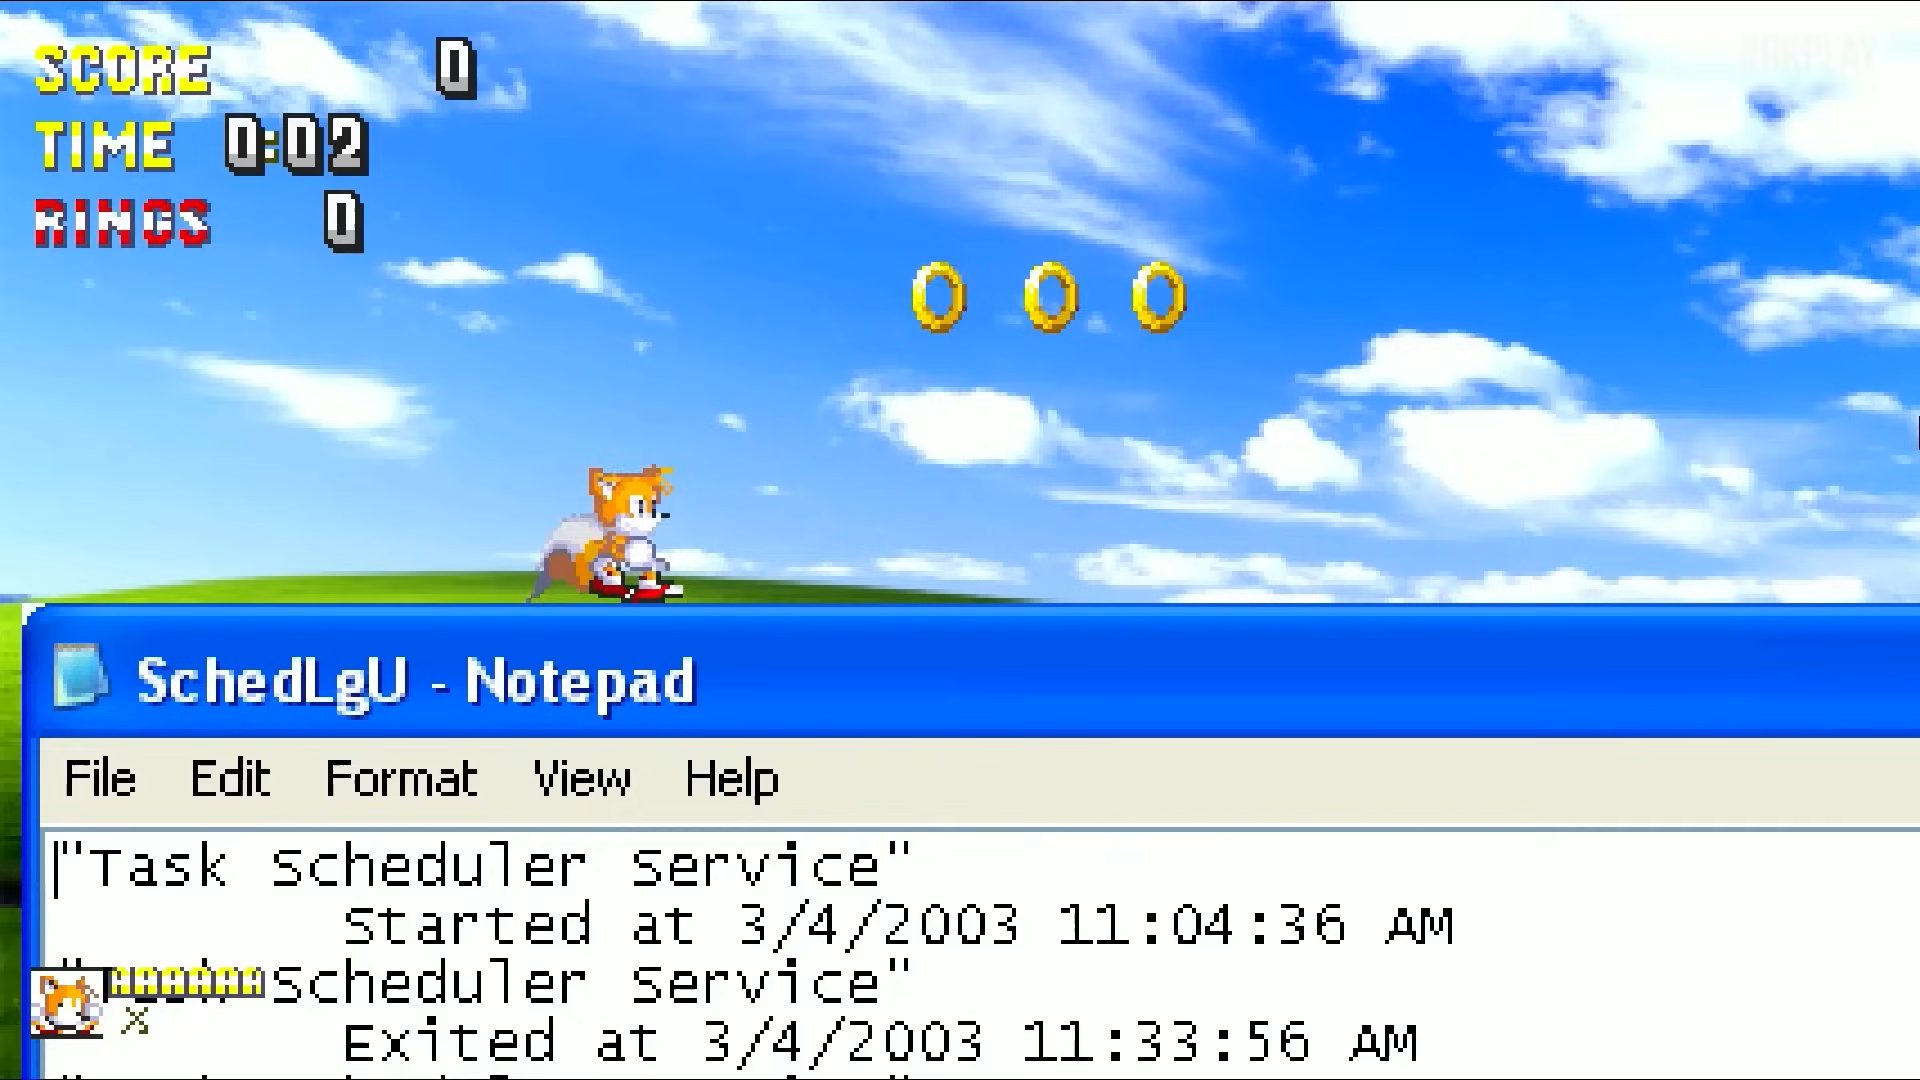 SCORE 0
TIME 0:02
RINGS 0
SchedLgU - Notepad
File Edit Format View Help
"Task Scheduler Service"
Started at 3/4/2003 11:04:36 AM
Scheduler Service"
Exited at 3/4/2003 11:33:56 AM
x